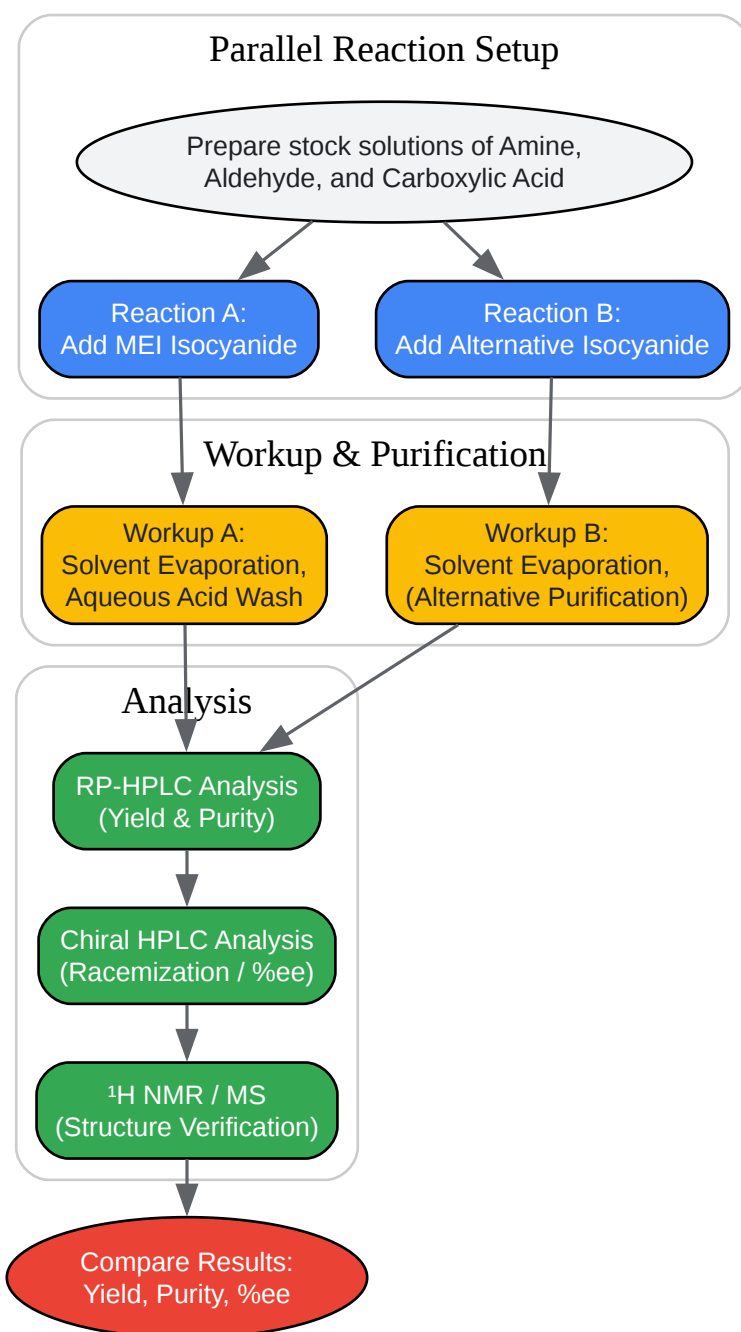 Parallel Reaction Setup
Prepare stock solutions of Amine,
Aldehyde, and Carboxylic Acid
Reaction A:
Add MEI Isocyanide
Reaction B:
Add Alternative Isocyanide
Workup & Purification
Workup A:
Solvent Evaporation,
Aqueous Acid Wash
Workup B:
Solvent Evaporation,
(Alternative Purification)
Analysis
RP-HPLC Analysis
(Yield & Purity)
Chiral HPLC Analysis
(Racemization / %ee)
¹H NMR / MS
(Structure Verification)
Compare Results:
Yield, Purity, %ee